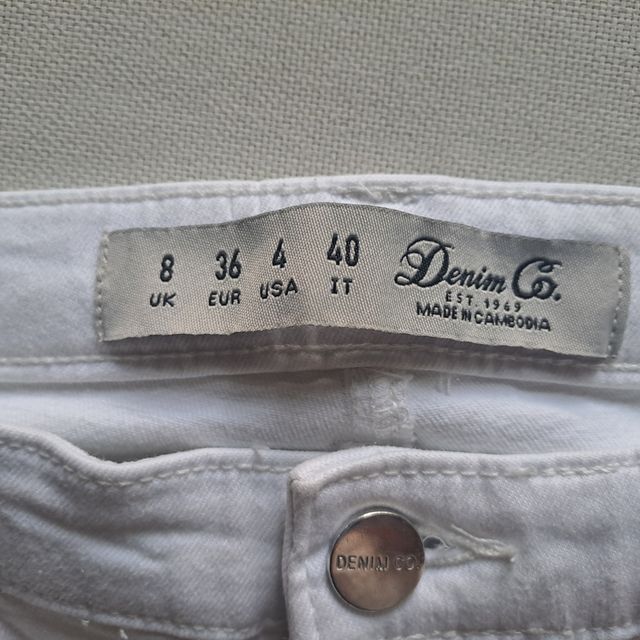 8 36 4 40
UK EUR USA IT
Denim Co.
EST. 1969
MADE IN CAMBODIA
DENIM CO.